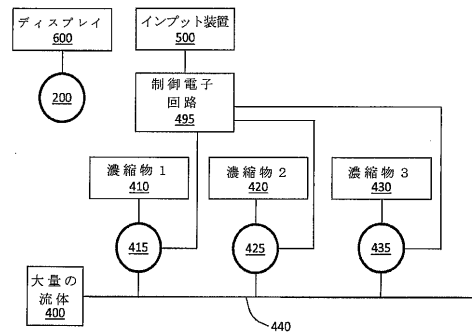 ディスプレイ
600
インプット装置
500
200
制御電子
回路
495
濃縮物1
410
濃縮物2
420
濃縮物3
430
415
425
435
大量の
流体
400
440